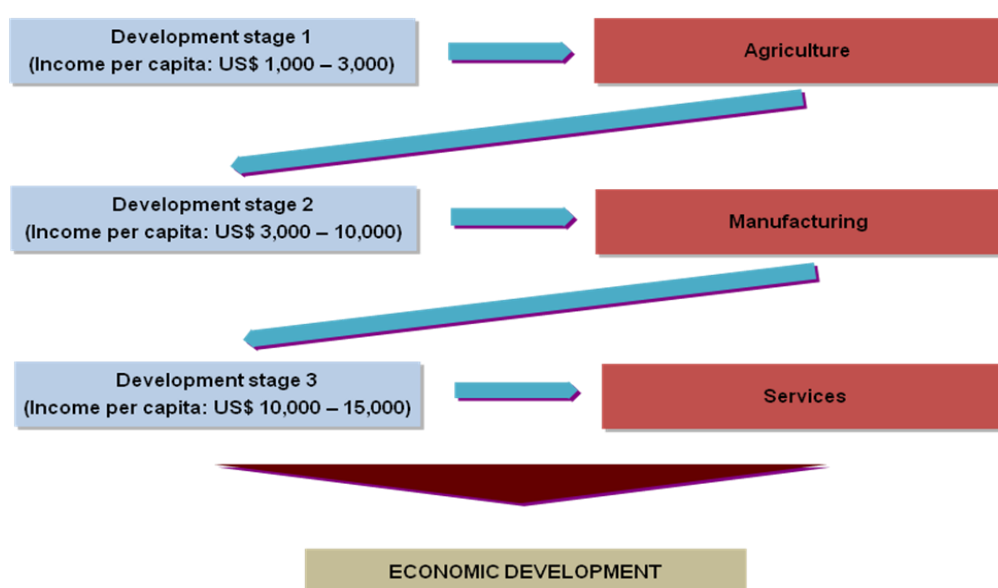 Development stage 1
(Income per capita: US$ 1,000 – 3,000)
Agriculture
Development stage 2
(Income per capita: US$ 3,000 – 10,000)
Manufacturing
Development stage 3
(Income per capita: US$ 10,000 – 15,000)
Services
ECONOMIC DEVELOPMENT